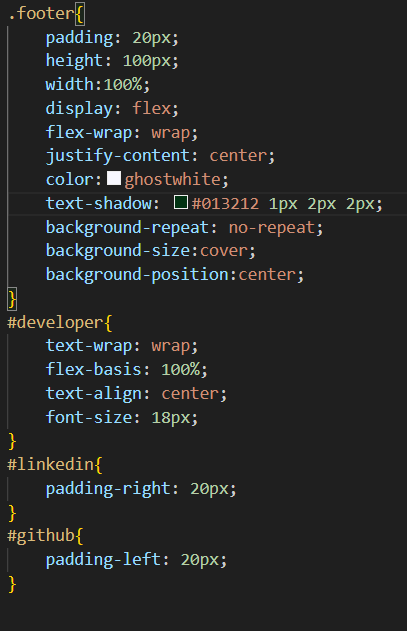 .footer{
    padding: 20px;
    height: 100px;
    width:100%;
    display: flex;
    flex-wrap: wrap;
    justify-content: center;
    color:ghostwhite;
    text-shadow: #013212 1px 2px 2px;
    background-repeat: no-repeat;
    background-size:cover;
    background-position:center;
}
#developer{
    text-wrap: wrap;
    flex-basis: 100%;
    text-align: center;
    font-size: 18px;
}
#linkedin{
    padding-right: 20px;
}
#github{
    padding-left: 20px;
}